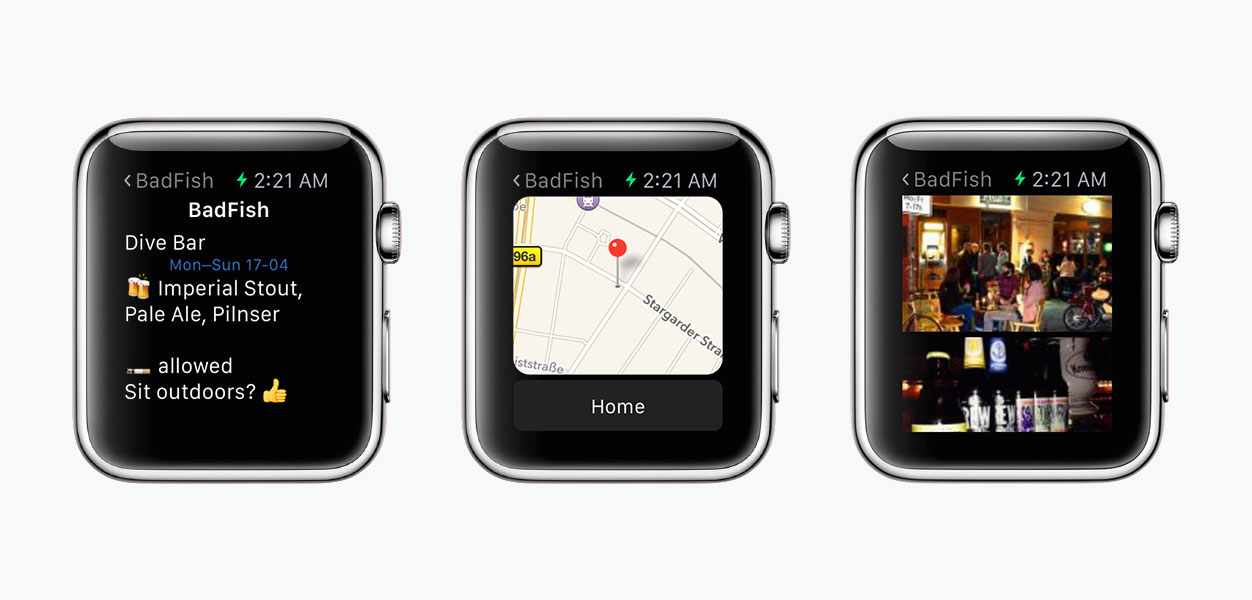 BadFish 2:21 AM
BadFish
Dive Bar
Mon–Sun 17-04
🍻 Imperial Stout,
Pale Ale, Pilnser
🚬 allowed
Sit outdoors? 👍
BadFish 2:21 AM
96a
Stargarder Stra
iststraße
Home
BadFish 2:21 AM